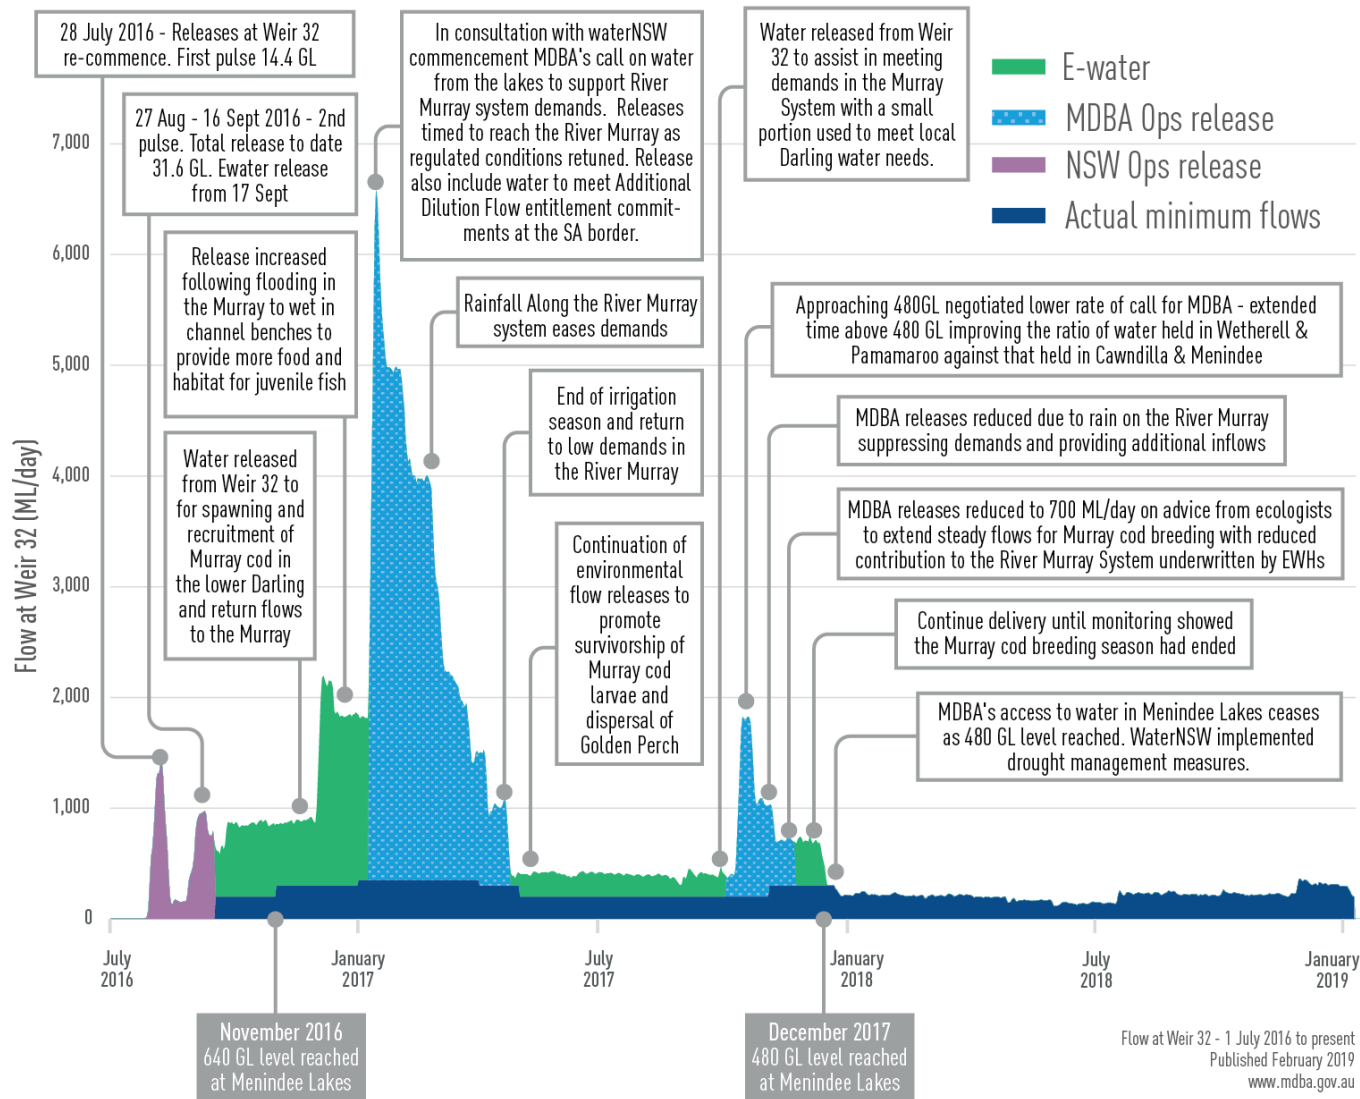 28 July 2016 - Releases at Weir 32
re-commence. First pulse 14.4 GL
27 Aug - 16 Sept 2016 - 2nd
pulse. Total release to date
31.6 GL. Ewater release
from 17 Sept
Release increased
following flooding in
the Murray to wet in
channel benches to
provide more food and
habitat for juvenile fish
Water released
from Weir 32 to
for spawning and
recruitment of
Murray cod in
the lower Darling
and return flows
to the Murray
In consultation with waterNSW
commencement MDBA's call on water
from the lakes to support River
Murray system demands. Releases
timed to reach the River Murray as
regulated conditions retuned. Release
also include water to meet Additional
Dilution Flow entitlement commit-
ments at the SA border.
Rainfall Along the River Murray
system eases demands
End of irrigation
season and return
to low demands in
the River Murray
Continuation of
environmental
flow releases to
promote
survivorship of
Murray cod
larvae and
dispersal of
Golden Perch
Water released from Weir
32 to assist in meeting
demands in the Murray
System with a small
portion used to meet local
Darling water needs.
E-water
MDBA Ops release
NSW Ops release
Actual minimum flows
Approaching 480GL negotiated lower rate of call for MDBA - extended
time above 480 GL improving the ratio of water held in Wetherell &
Pamamaroo against that held in Cawndilla & Menindee
MDBA releases reduced due to rain on the River Murray
suppressing demands and providing additional inflows
MDBA releases reduced to 700 ML/day on advice from ecologists
to extend steady flows for Murray cod breeding with reduced
contribution to the River Murray System underwritten by EWHs
Continue delivery until monitoring showed
the Murray cod breeding season had ended
MDBA's access to water in Menindee Lakes ceases
as 480 GL level reached. WaterNSW implemented
drought management measures.
Flow at Weir 32 (ML/day)
7,000
6,000
5,000
4,000
3,000
2,000
1,000
0
July
2016
January
2017
July
2017
January
2018
July
2018
January
2019
November 2016
640 GL level reached
at Menindee Lakes
December 2017
480 GL level reached
at Menindee Lakes
Flow at Weir 32 - 1 July 2016 to present
Published February 2019
www.mdba.gov.au